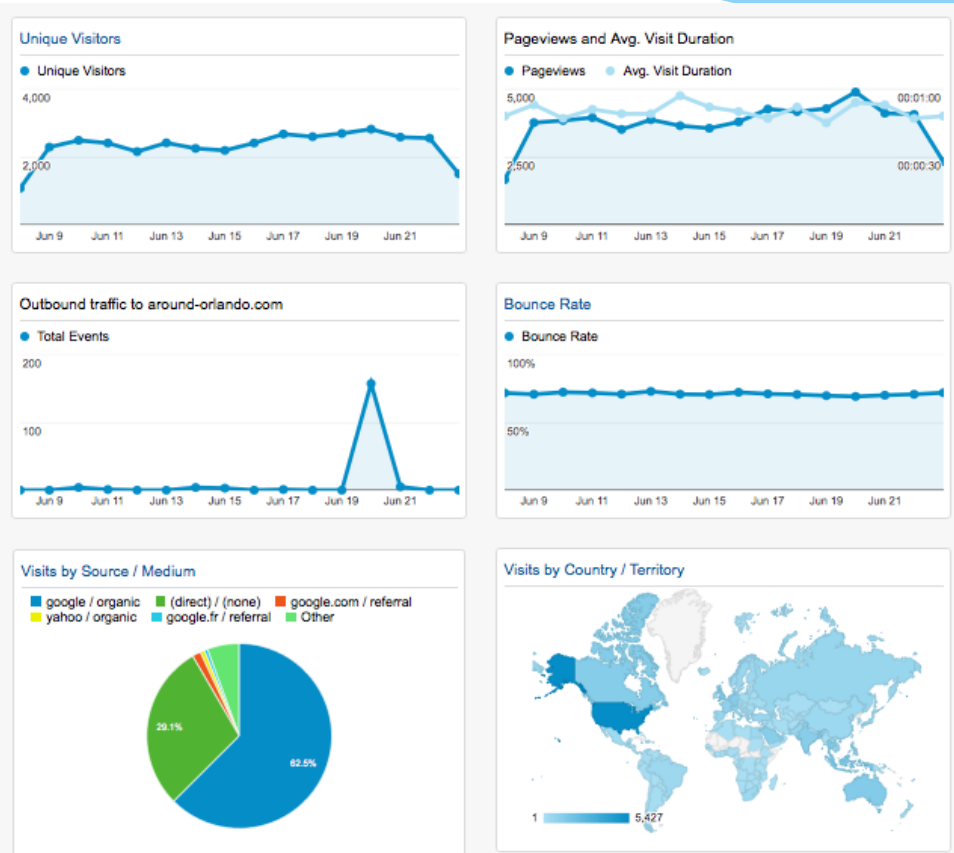 Unique Visitors
Unique Visitors
4,000
2,000
Jun 9 Jun 11 Jun 13 Jun 15 Jun 17 Jun 19 Jun 21
Pageviews and Avg. Visit Duration
Pageviews Avg. Visit Duration
5,000 00:01:00
2,500 00:00:30
Jun 9 Jun 11 Jun 13 Jun 15 Jun 17 Jun 19 Jun 21
Outbound traffic to around-orlando.com
Total Events
200
100
Jun 9 Jun 11 Jun 13 Jun 15 Jun 17 Jun 19 Jun 21
Bounce Rate
Bounce Rate
100%
50%
Jun 9 Jun 11 Jun 13 Jun 15 Jun 17 Jun 19 Jun 21
Visits by Source / Medium
google / organic (direct) / (none) google.com / referral
yahoo / organic google.fr / referral Other
29.1%
62.5%
Visits by Country / Territory
1 5,427